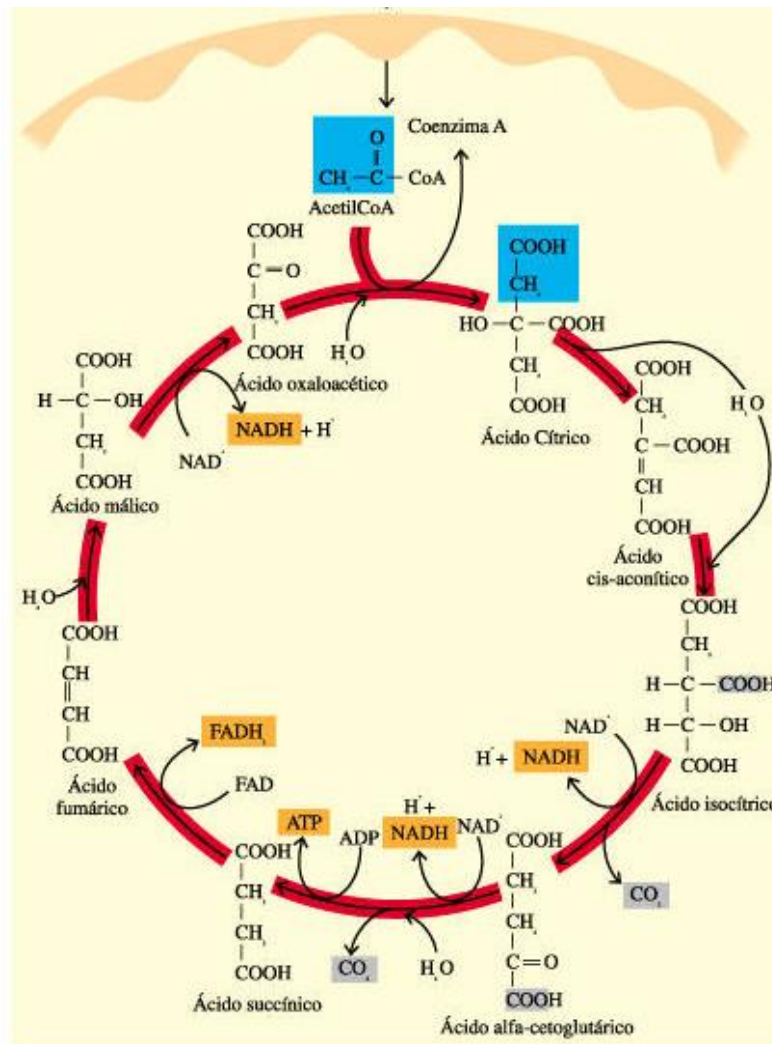 Coenzima A
O
CH₃—C—CoA
AcetilCoA
COOH
C=O
CH₂
COOH
Ácido oxaloacético
H₂O
COOH
CH₂
HO—C—COOH
CH₂
COOH
Ácido Cítrico
H₂O
COOH
CH₂
C—COOH
CH
COOH
Ácido
cis-aconítico
COOH
CH₂
H—C—COOH
H—C—OH
COOH
Ácido isocítrico
NAD⁺
H⁺+ NADH
CO₂
COOH
CH₂
CH₂
C=O
COOH
Ácido alfa-cetoglutárico
NAD⁺
H⁺+
NADH
H₂O
CO₂
ADP
ATP
COOH
CH₂
CH₂
COOH
Ácido succínico
FAD
FADH₂
COOH
CH
CH
COOH
Ácido
fumárico
H₂O
COOH
H—C—OH
CH₂
COOH
Ácido málico
NAD⁺
NADH + H⁺